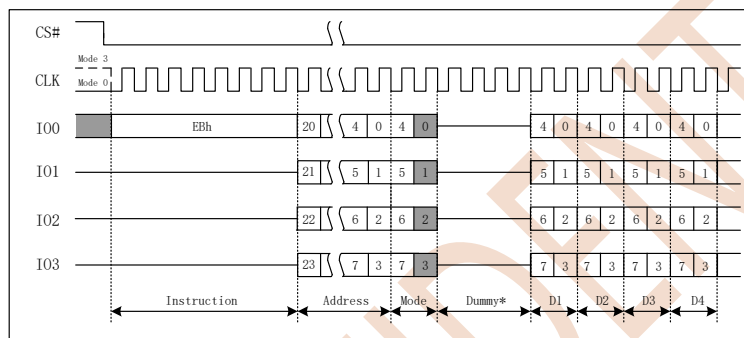 CS#
Mode 3
CLK Mode 0
IO0 EBh 20 4 0 4 0 4 0 4 0 4 0 4 0
IO1 21 5 1 5 1 5 1 5 1 5 1 5 1
IO2 22 6 2 6 2 6 2 6 2 6 2 6 2
IO3 23 7 3 7 3 7 3 7 3 7 3 7 3
Instruction Address Mode Dummy* D1 D2 D3 D4